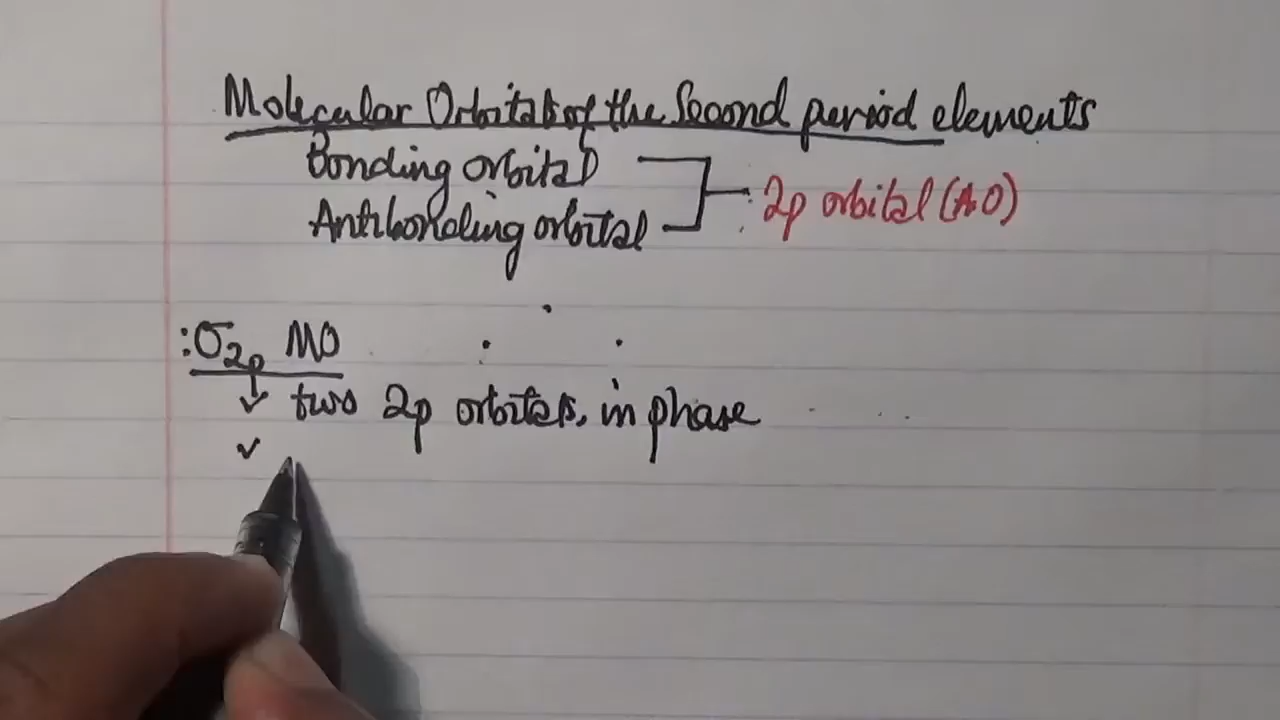 Molecular Orbitals of the Second period elements
Bonding orbital
Antibonding orbital
2p orbital (AO)
:σ2p MO
✓ two 2p orbitals, in phase
✓